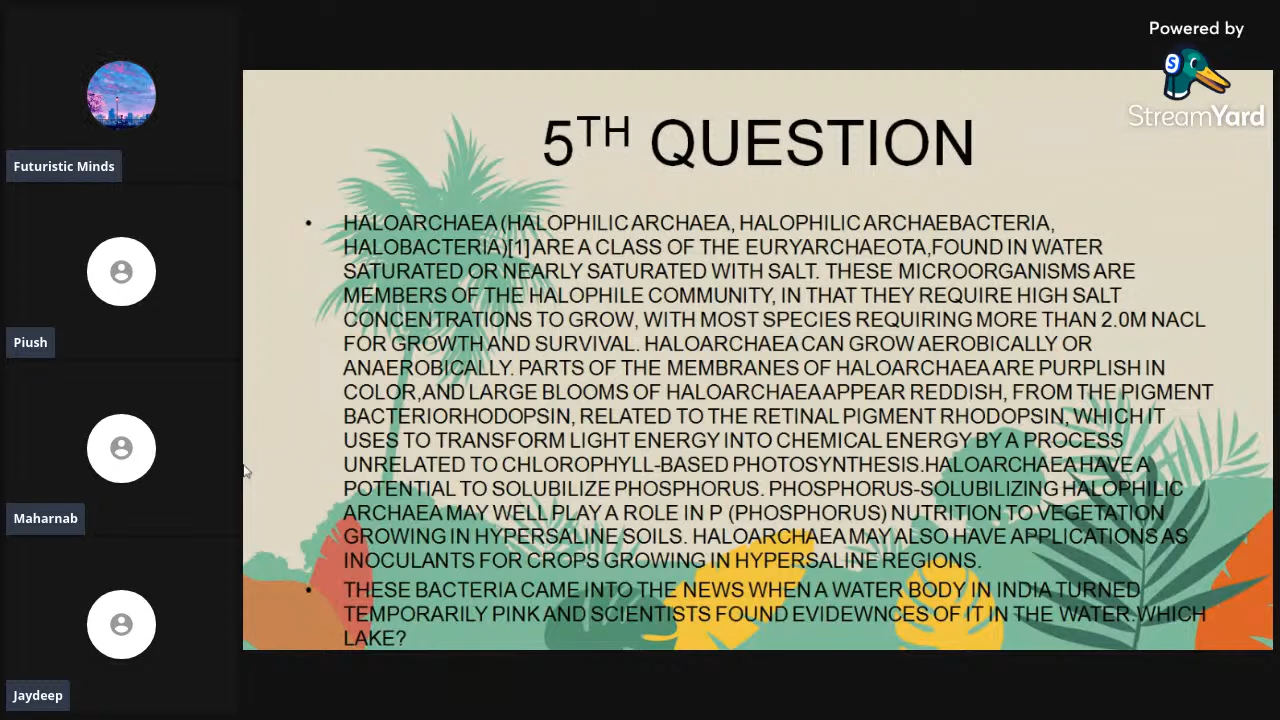 Powered by
StreamYard
Futuristic Minds
Piush
Maharnab
Jaydeep
5TH QUESTION
• HALOARCHAEA (HALOPHILIC ARCHAEA, HALOPHILIC ARCHAEBACTERIA,
HALOBACTERIA)[1] ARE A CLASS OF THE EURYARCHAEOTA,FOUND IN WATER
SATURATED OR NEARLY SATURATED WITH SALT. THESE MICROORGANISMS ARE
MEMBERS OF THE HALOPHILE COMMUNITY, IN THAT THEY REQUIRE HIGH SALT
CONCENTRATIONS TO GROW, WITH MOST SPECIES REQUIRING MORE THAN 2.0M NACL
FOR GROWTH AND SURVIVAL. HALOARCHAEA CAN GROW AEROBICALLY OR
ANAEROBICALLY. PARTS OF THE MEMBRANES OF HALOARCHAEA ARE PURPLISH IN
COLOR,AND LARGE BLOOMS OF HALOARCHAEA APPEAR REDDISH, FROM THE PIGMENT
BACTERIORHODOPSIN, RELATED TO THE RETINAL PIGMENT RHODOPSIN, WHICH IT
USES TO TRANSFORM LIGHT ENERGY INTO CHEMICAL ENERGY BY A PROCESS
UNRELATED TO CHLOROPHYLL-BASED PHOTOSYNTHESIS.HALOARCHAEA HAVE A
POTENTIAL TO SOLUBILIZE PHOSPHORUS. PHOSPHORUS-SOLUBILIZING HALOPHILIC
ARCHAEA MAY WELL PLAY A ROLE IN P (PHOSPHORUS) NUTRITION TO VEGETATION
GROWING IN HYPERSALINE SOILS. HALOARCHAEA MAY ALSO HAVE APPLICATIONS AS
INOCULANTS FOR CROPS GROWING IN HYPERSALINE REGIONS.
• THESE BACTERIA CAME INTO THE NEWS WHEN A WATER BODY IN INDIA TURNED
TEMPORARILY PINK AND SCIENTISTS FOUND EVIDEWNCES OF IT IN THE WATER.WHICH
LAKE?